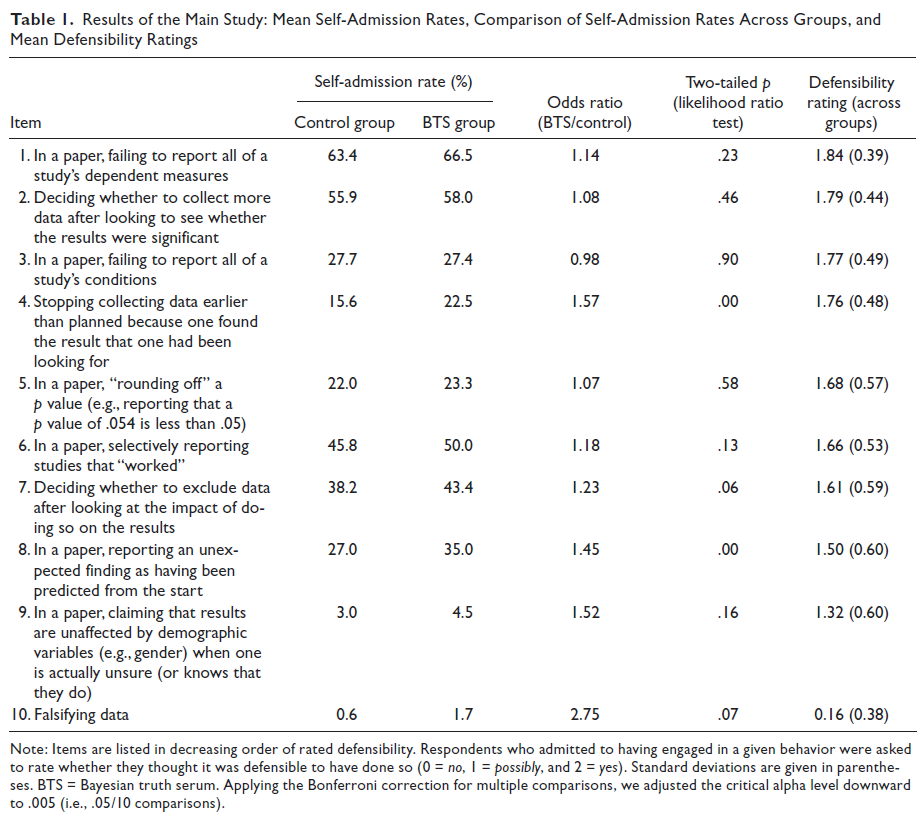 Table 1. Results of the Main Study: Mean Self-Admission Rates, Comparison of Self-Admission Rates Across Groups, and
Mean Defensibility Ratings
Self-admission rate (%)
Item
Control group
BTS group
Odds ratio
(BTS/control)
Two-tailed p
(likelihood ratio
test)
Defensibility
rating (across
groups)
1. In a paper, failing to report all of a 63.4 66.5 1.14 .23 1.84 (0.39)
study's dependent measures
2. Deciding whether to collect more 55.9 58.0 1.08 .46 1.79 (0.44)
data after looking to see whether
the results were significant
3. In a paper, failing to report all of a 27.7 27.4 0.98 .90 1.77 (0.49)
study's conditions
4. Stopping collecting data earlier 15.6 22.5 1.57 .00 1.76 (0.48)
than planned because one found
the result that one had been
looking for
5. In a paper, “rounding off” a 22.0 23.3 1.07 .58 1.68 (0.57)
p value (e.g., reporting that a
p value of .054 is less than .05)
6. In a paper, selectively reporting 45.8 50.0 1.18 .13 1.66 (0.53)
studies that “worked”
7. Deciding whether to exclude data 38.2 43.4 1.23 .06 1.61 (0.59)
after looking at the impact of do-
ing so on the results
8. In a paper, reporting an unex- 27.0 35.0 1.45 .00 1.50 (0.60)
pected finding as having been
predicted from the start
9. In a paper, claiming that results 3.0 4.5 1.52 .16 1.32 (0.60)
are unaffected by demographic
variables (e.g., gender) when one
is actually unsure (or knows that
they do)
10. Falsifying data 0.6 1.7 2.75 .07 0.16 (0.38)
Note: Items are listed in decreasing order of rated defensibility. Respondents who admitted to having engaged in a given behavior were asked
to rate whether they thought it was defensible to have done so (0 = no, 1 = possibly, and 2 = yes). Standard deviations are given in parenthe-
ses. BTS = Bayesian truth serum. Applying the Bonferroni correction for multiple comparisons, we adjusted the critical alpha level downward
to .005 (i.e., .05/10 comparisons).